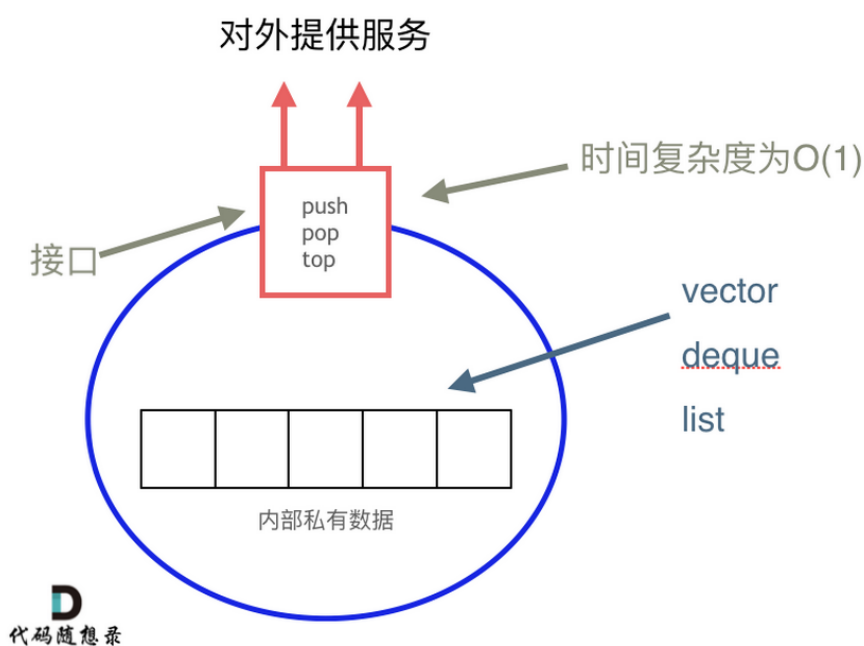 对外提供服务
时间复杂度为O(1)
push
pop
top
接口
vector
deque
list
内部私有数据
D
代码随想录